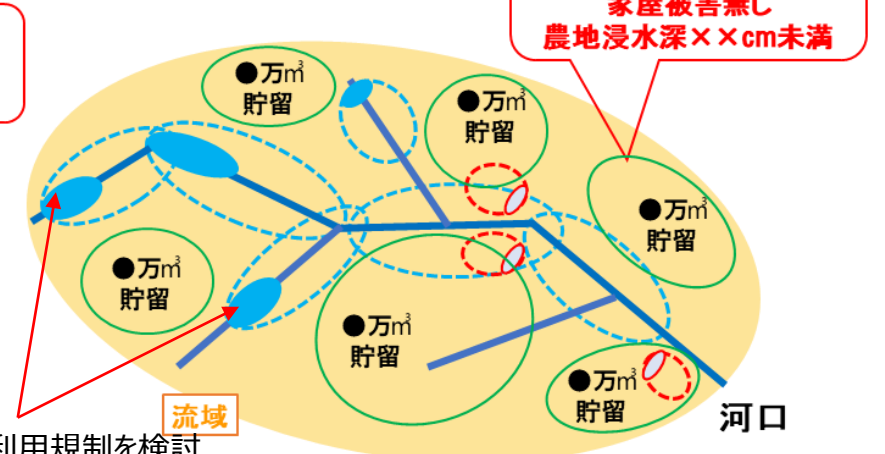 家屋被害無し
農地浸水深××cm未満
●万㎥
貯留
●万㎥
貯留
●万㎥
貯留
●万㎥
貯留
●万㎥
貯留
●万㎥
貯留
流域
河口
利用規制を検討